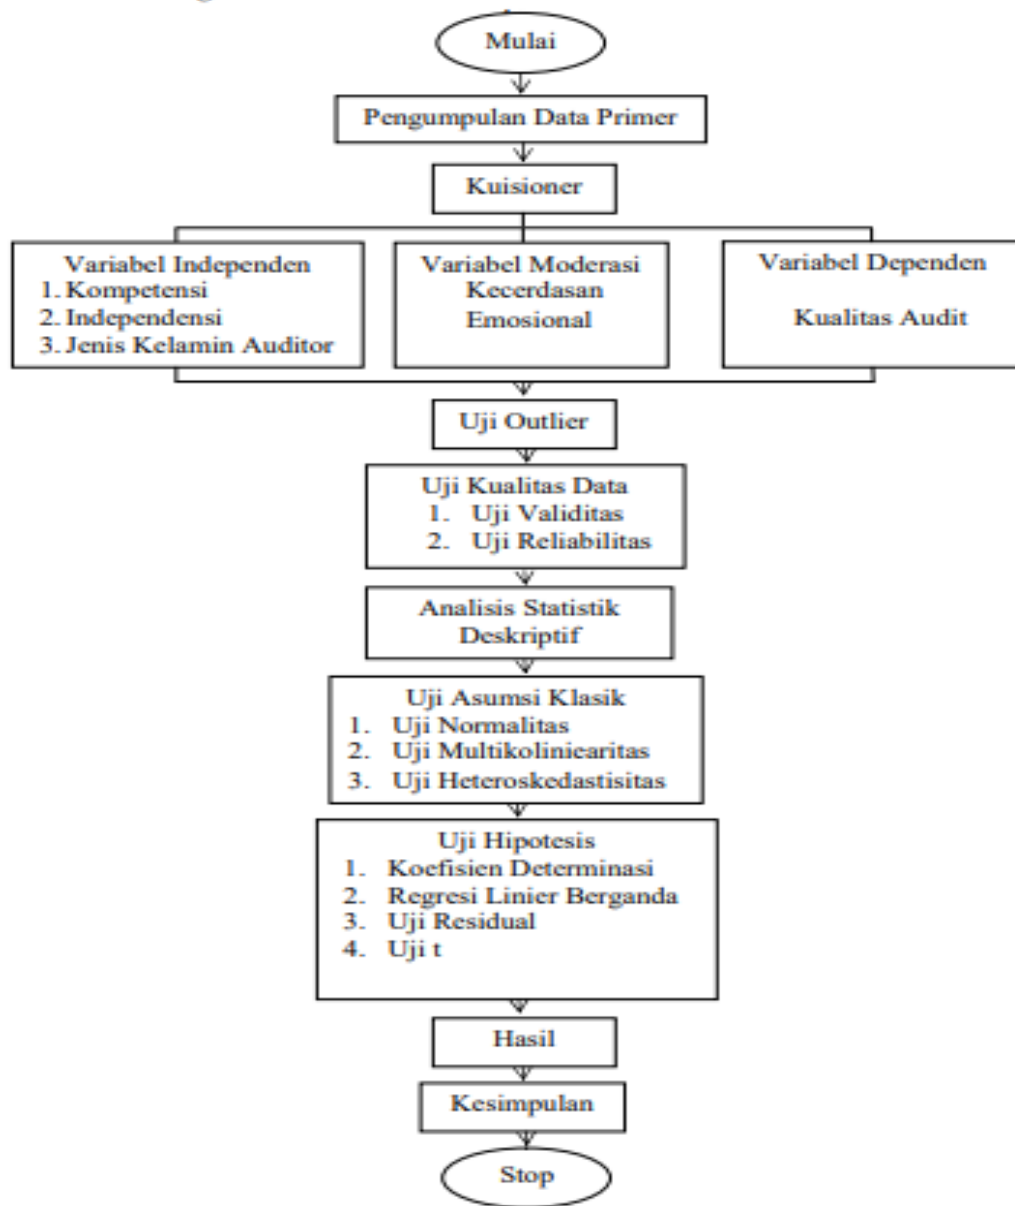 Mulai
Pengumpulan Data Primer
Kuisioner
Variabel Independen
1. Kompetensi
2. Independensi
3. Jenis Kelamin Auditor
Variabel Moderasi
Kecerdasan
Emosional
Variabel Dependen
Kualitas Audit
Uji Outlier
Uji Kualitas Data
1. Uji Validitas
2. Uji Reliabilitas
Analisis Statistik
Deskriptif
Uji Asumsi Klasik
1. Uji Normalitas
2. Uji Multikoliniearitas
3. Uji Heteroskedastisitas
Uji Hipotesis
1. Koefisien Determinasi
2. Regresi Linier Berganda
3. Uji Residual
4. Uji t
Hasil
Kesimpulan
Stop